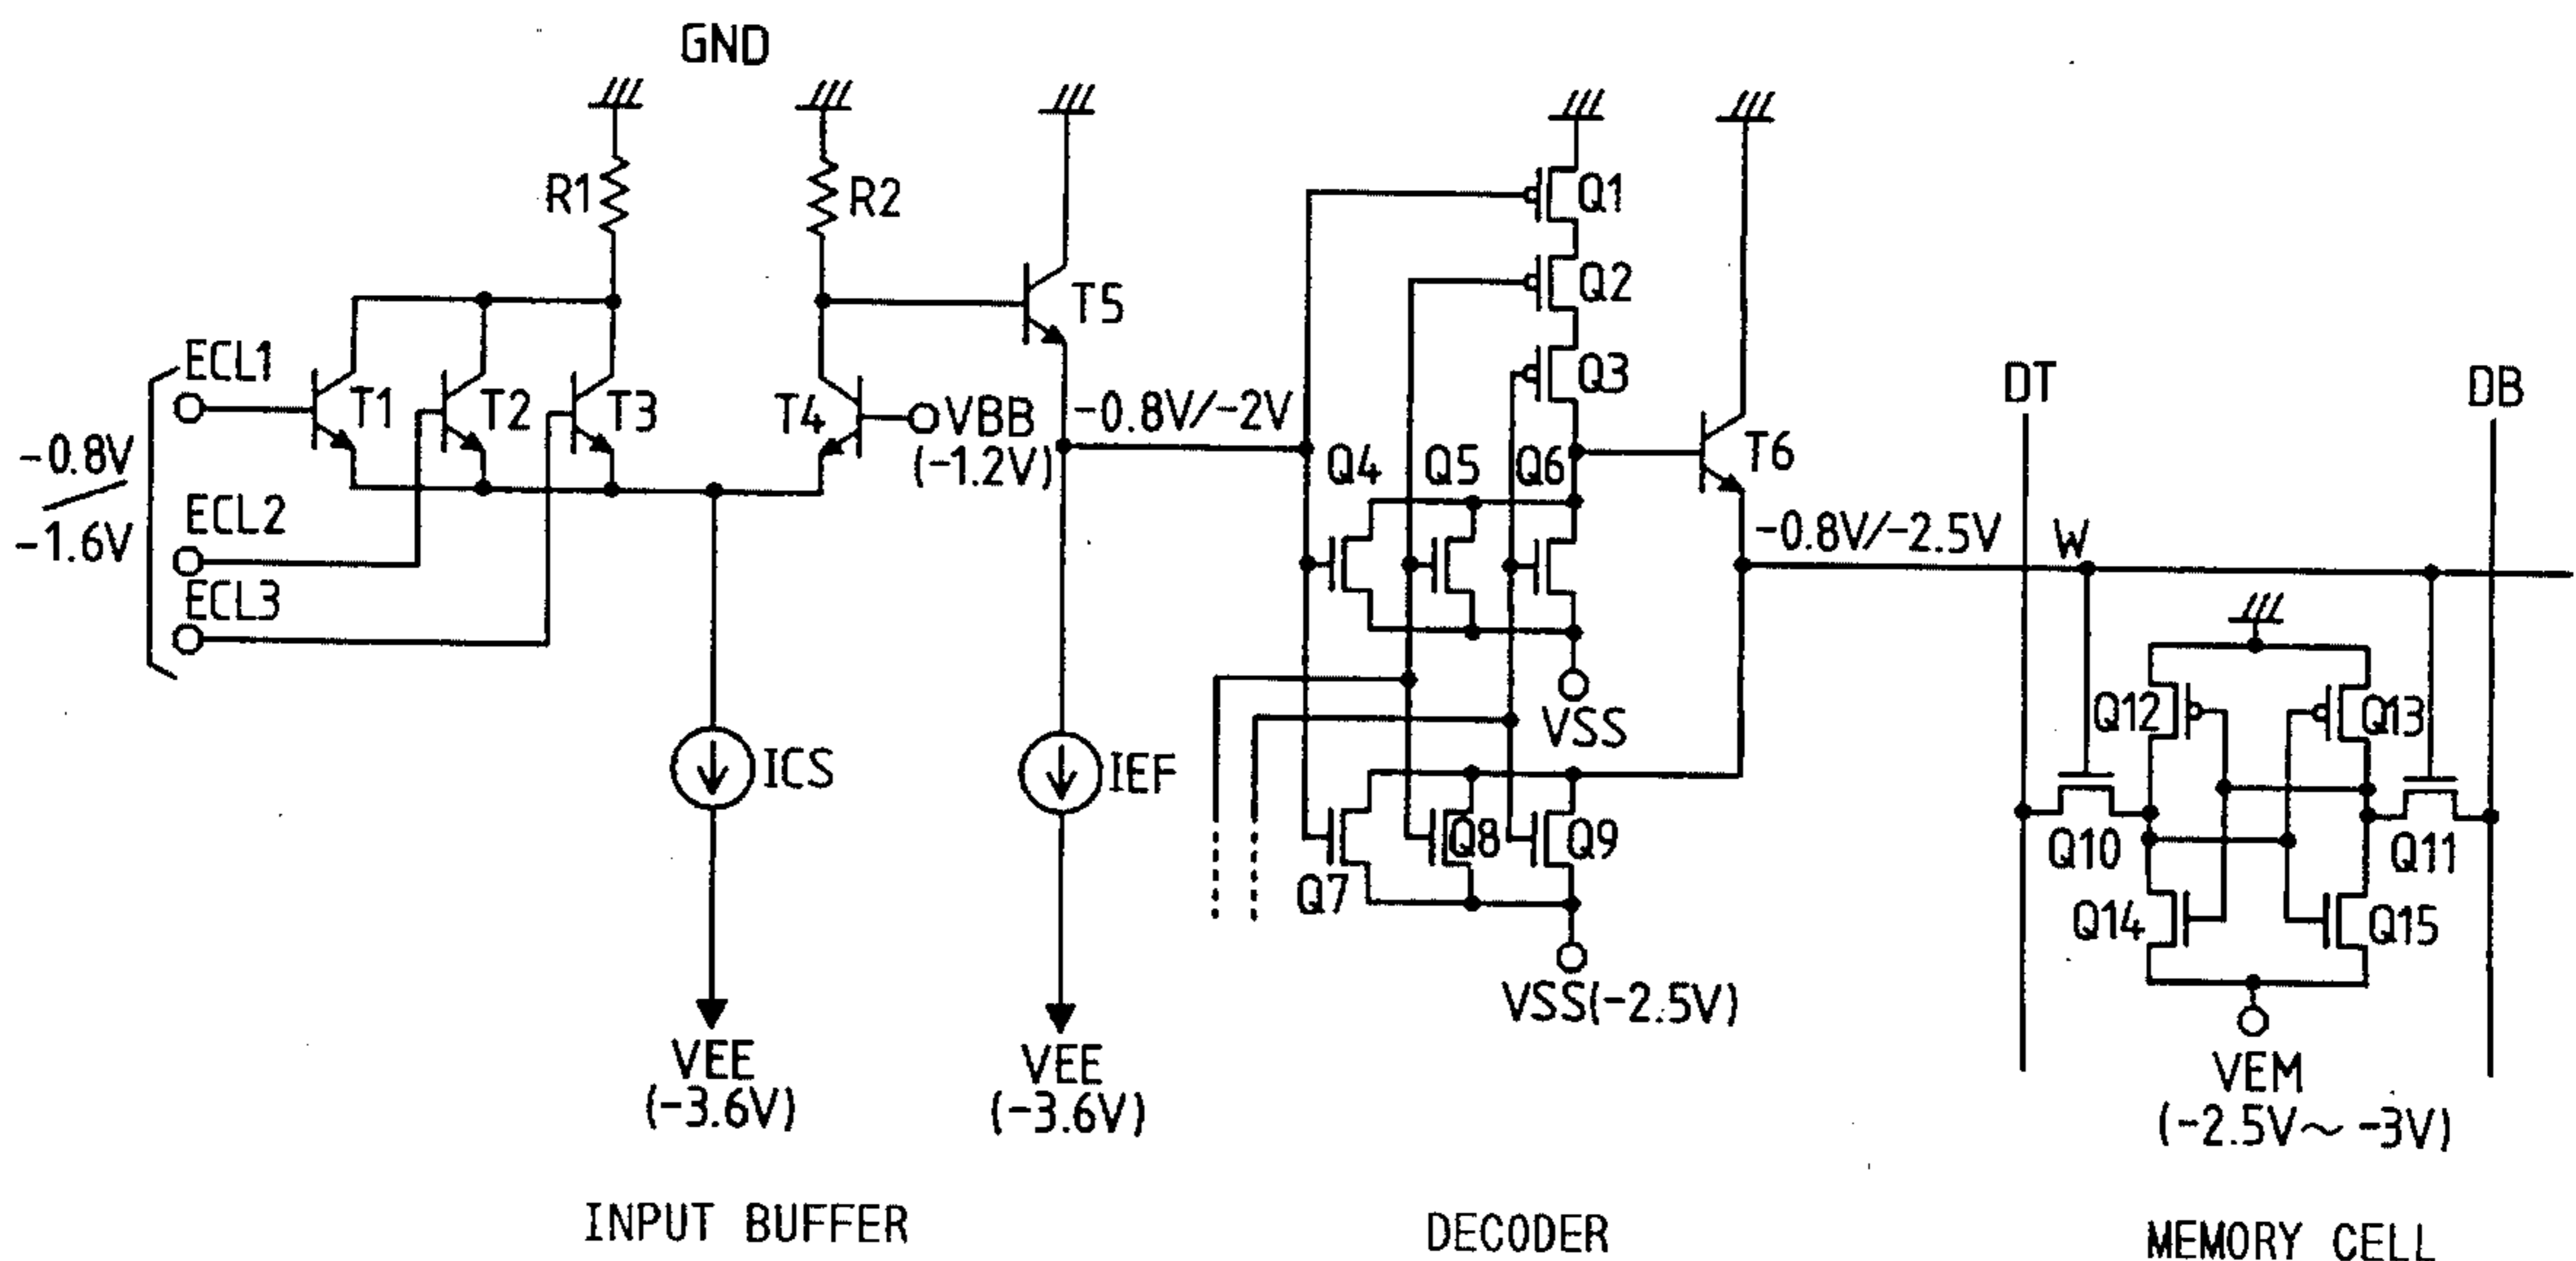 GND
R1
R2
Q1
Q2
T5
Q3
ECL1
T1
T2
T3
T4
VBB
(-1.2V)
-0.8V/-2V
DT
DB
-0.8V
-1.6V
Q4
Q5
Q6
T6
ECL2
-0.8V/-2.5V
W
ECL3
VSS
Q12
Q13
ICS
IEF
Q7
Q8
Q9
Q10
Q11
Q14
Q15
VSS(-2.5V)
VEE
(-3.6V)
VEE
(-3.6V)
VEM
(-2.5V~ -3V)
INPUT BUFFER
DECODER
MEMORY CELL